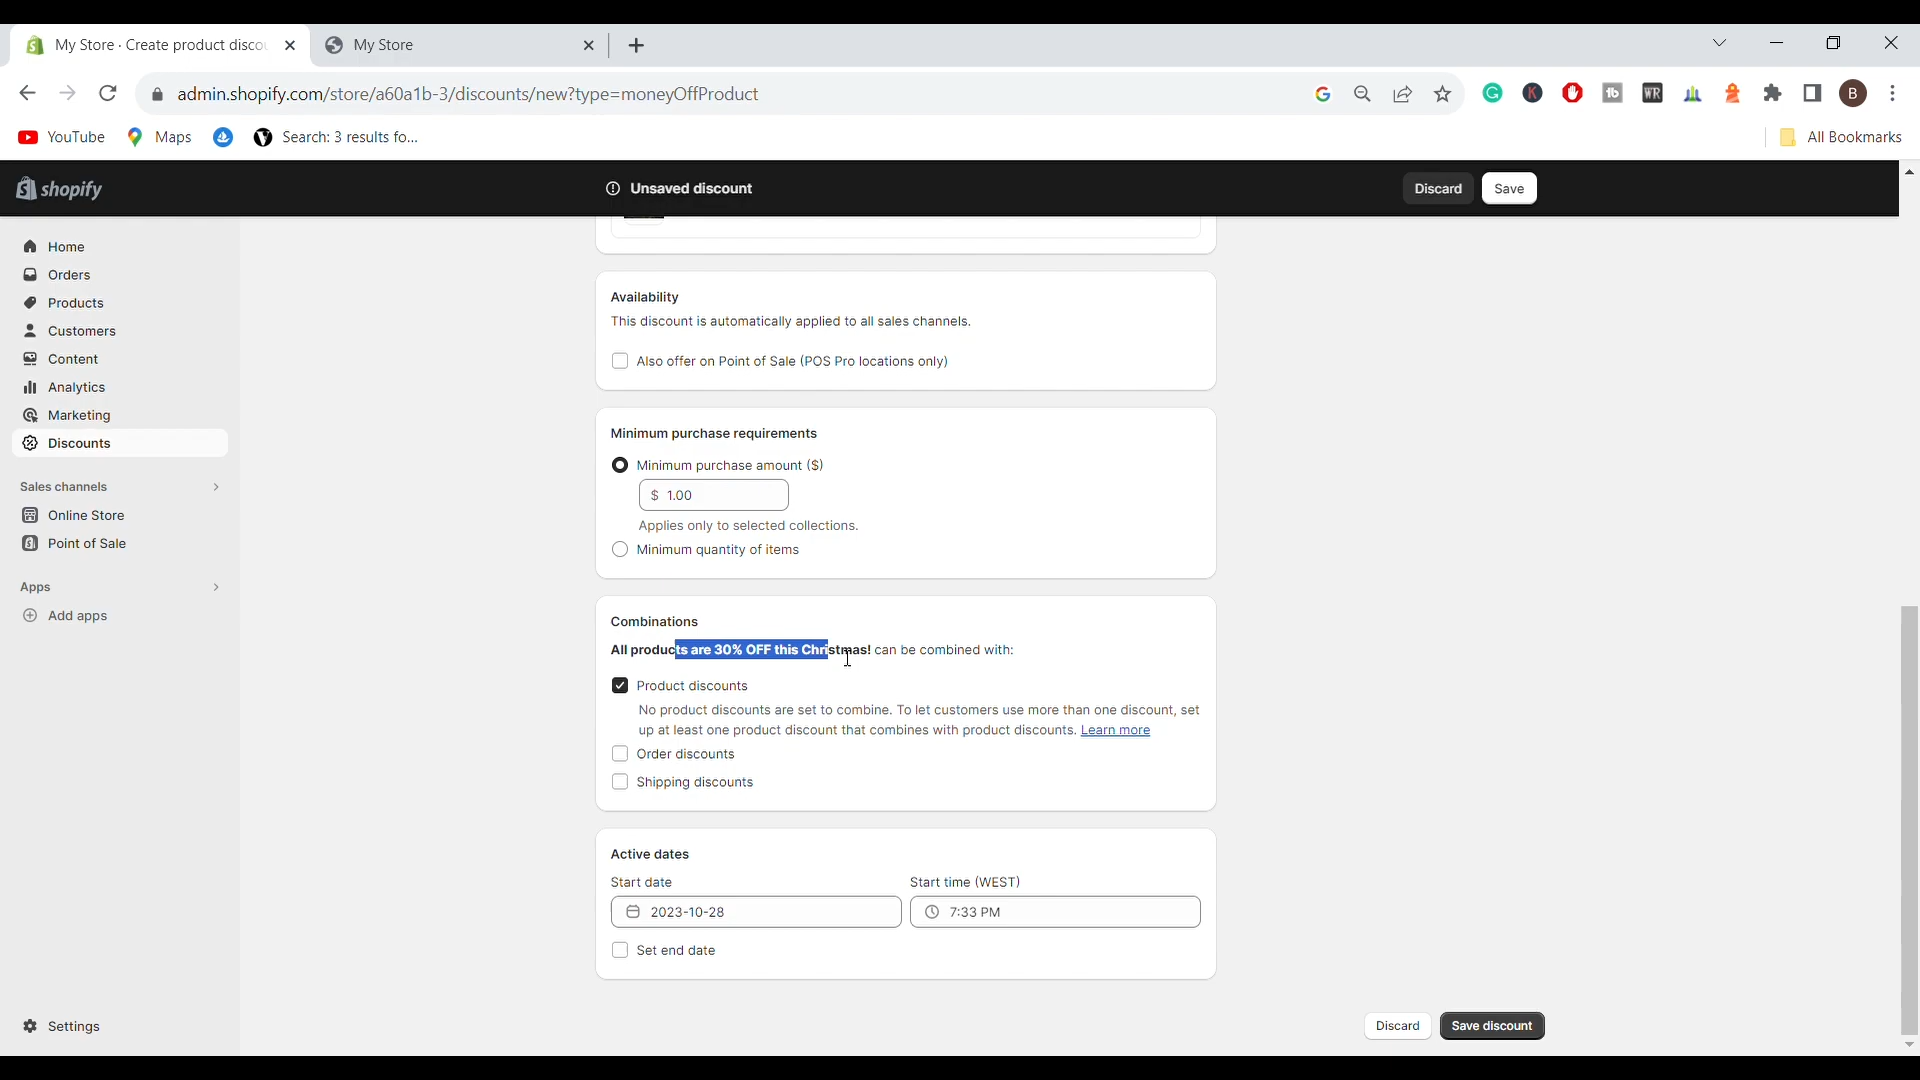 My Store · Create product disco
My Store
admin.shopify.com/store/a60a1b-3/discounts/new?type=moneyOffProduct
B
YouTube
Maps
Search: 3 results fo...
All Bookmarks
shopify
Unsaved discount
Discard
Save
Home
Orders
Products
Customers
Content
Analytics
Marketing
Discounts
Sales channels
Online Store
Point of Sale
Apps
Add apps
Settings
Availability
This discount is automatically applied to all sales channels.
Also offer on Point of Sale (POS Pro locations only)
Minimum purchase requirements
Minimum purchase amount ($)
$ 1.00
Applies only to selected collections.
Minimum quantity of items
Combinations
All products are 30% OFF this Christmas! can be combined with:
Product discounts
No product discounts are set to combine. To let customers use more than one discount, set
up at least one product discount that combines with product discounts. Learn more
Order discounts
Shipping discounts
Active dates
Start date
Start time (WEST)
2023-10-28
7:33 PM
Set end date
Discard
Save discount